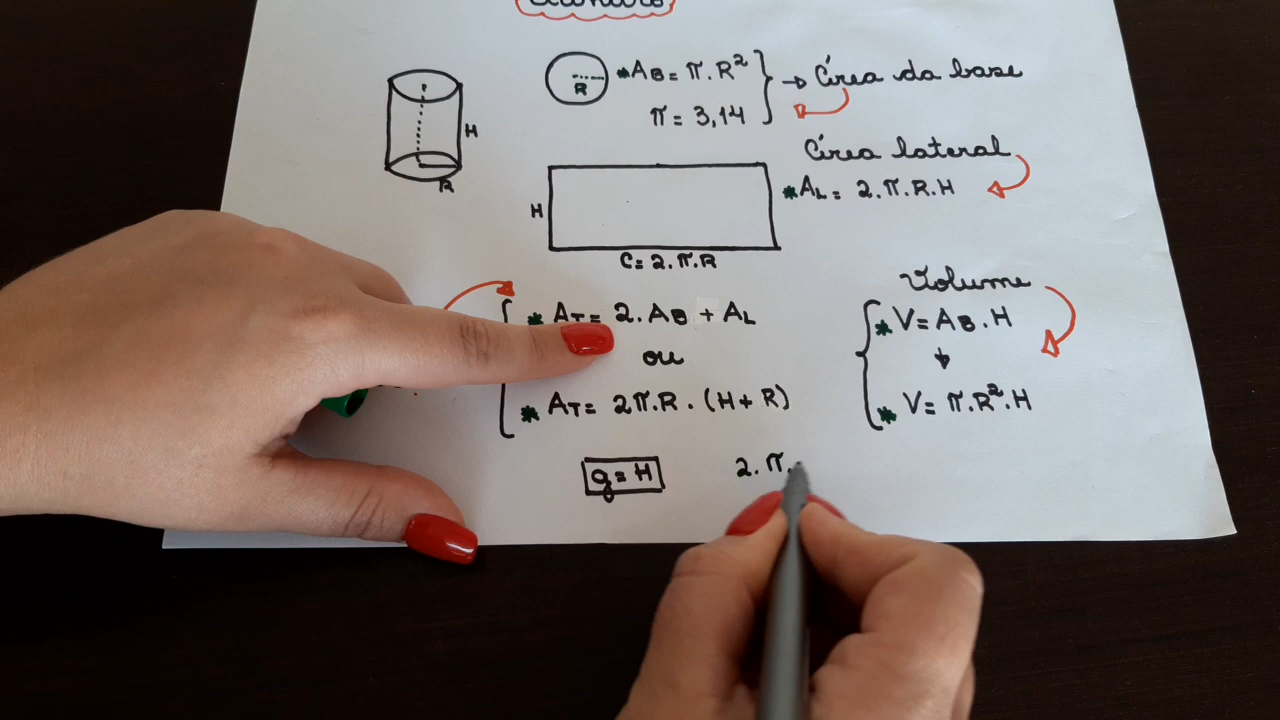 R
*AB = π.R² → Área da base
π = 3,14
H
R
Área lateral
*AL = 2.π.R.H
H
C = 2.π.R
Volume
* AT = 2.AB + AL
* V = AB.H
ou
* AT = 2π.R.(H + R)
* V = π.R².H
g = H
2.π.